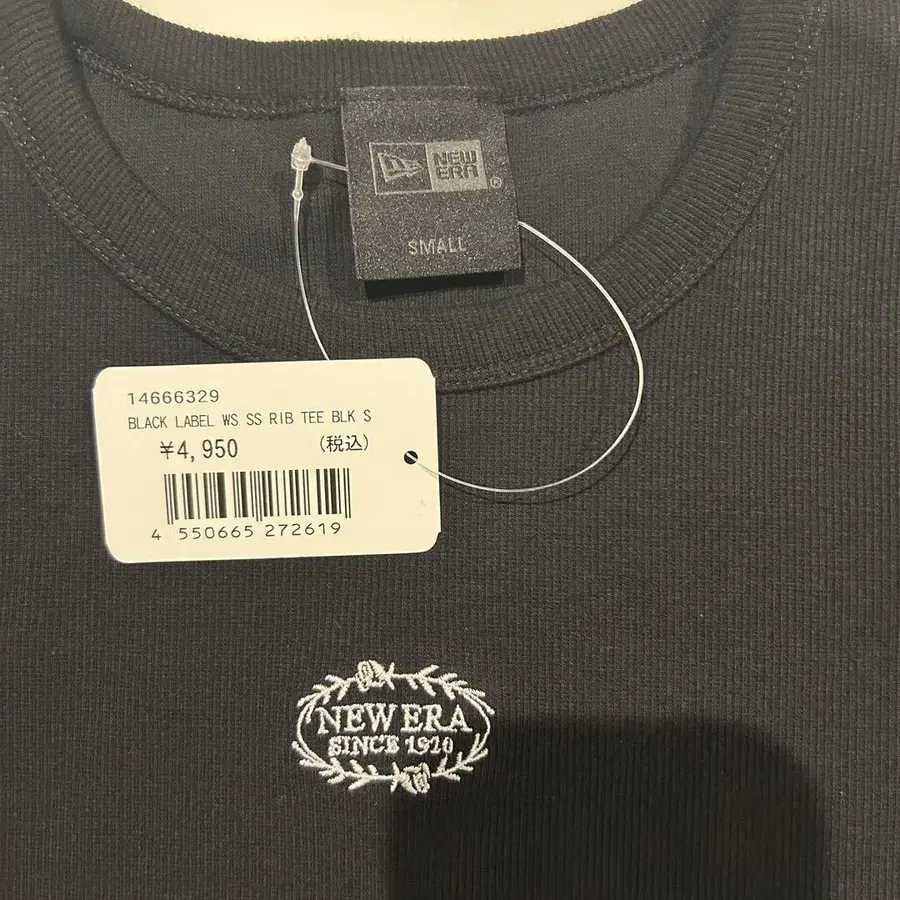 NEW
ERA
®
SMALL
14666329
BLACK LABEL WS SS RIB TEE BLK S
¥4,950 (税込)
4 550665 272619
NEW ERA
SINCE 1920